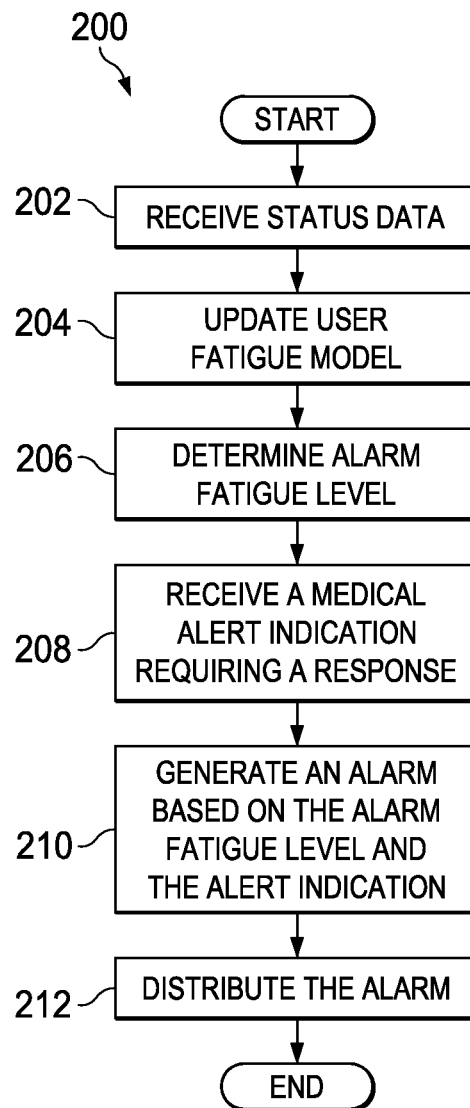 200
START
202
RECEIVE STATUS DATA
204
UPDATE USER
FATIGUE MODEL
206
DETERMINE ALARM
FATIGUE LEVEL
208
RECEIVE A MEDICAL
ALERT INDICATION
REQUIRING A RESPONSE
210
GENERATE AN ALARM
BASED ON THE ALARM
FATIGUE LEVEL AND
THE ALERT INDICATION
212
DISTRIBUTE THE ALARM
END